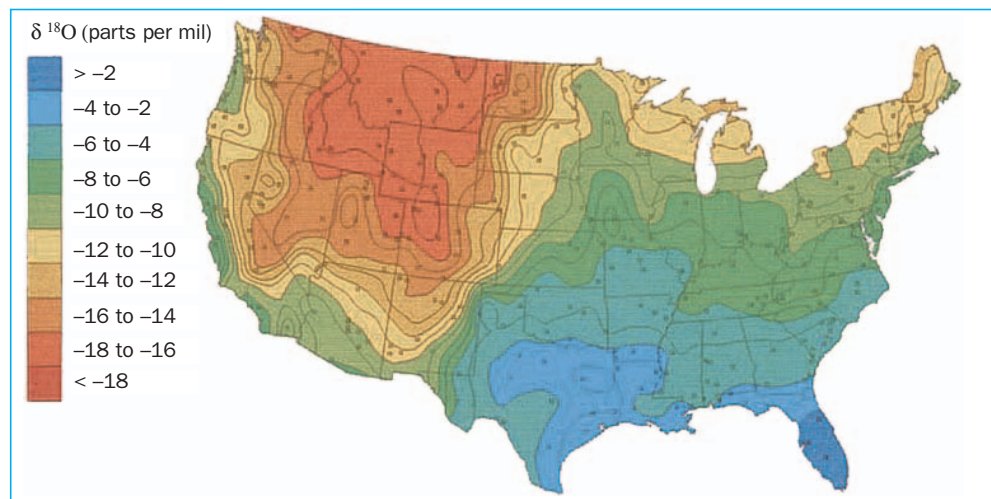 δ ¹⁸O (parts per mil)
> –2
–4 to –2
–6 to –4
–8 to –6
–10 to –8
–12 to –10
–14 to –12
–16 to –14
–18 to –16
< –18